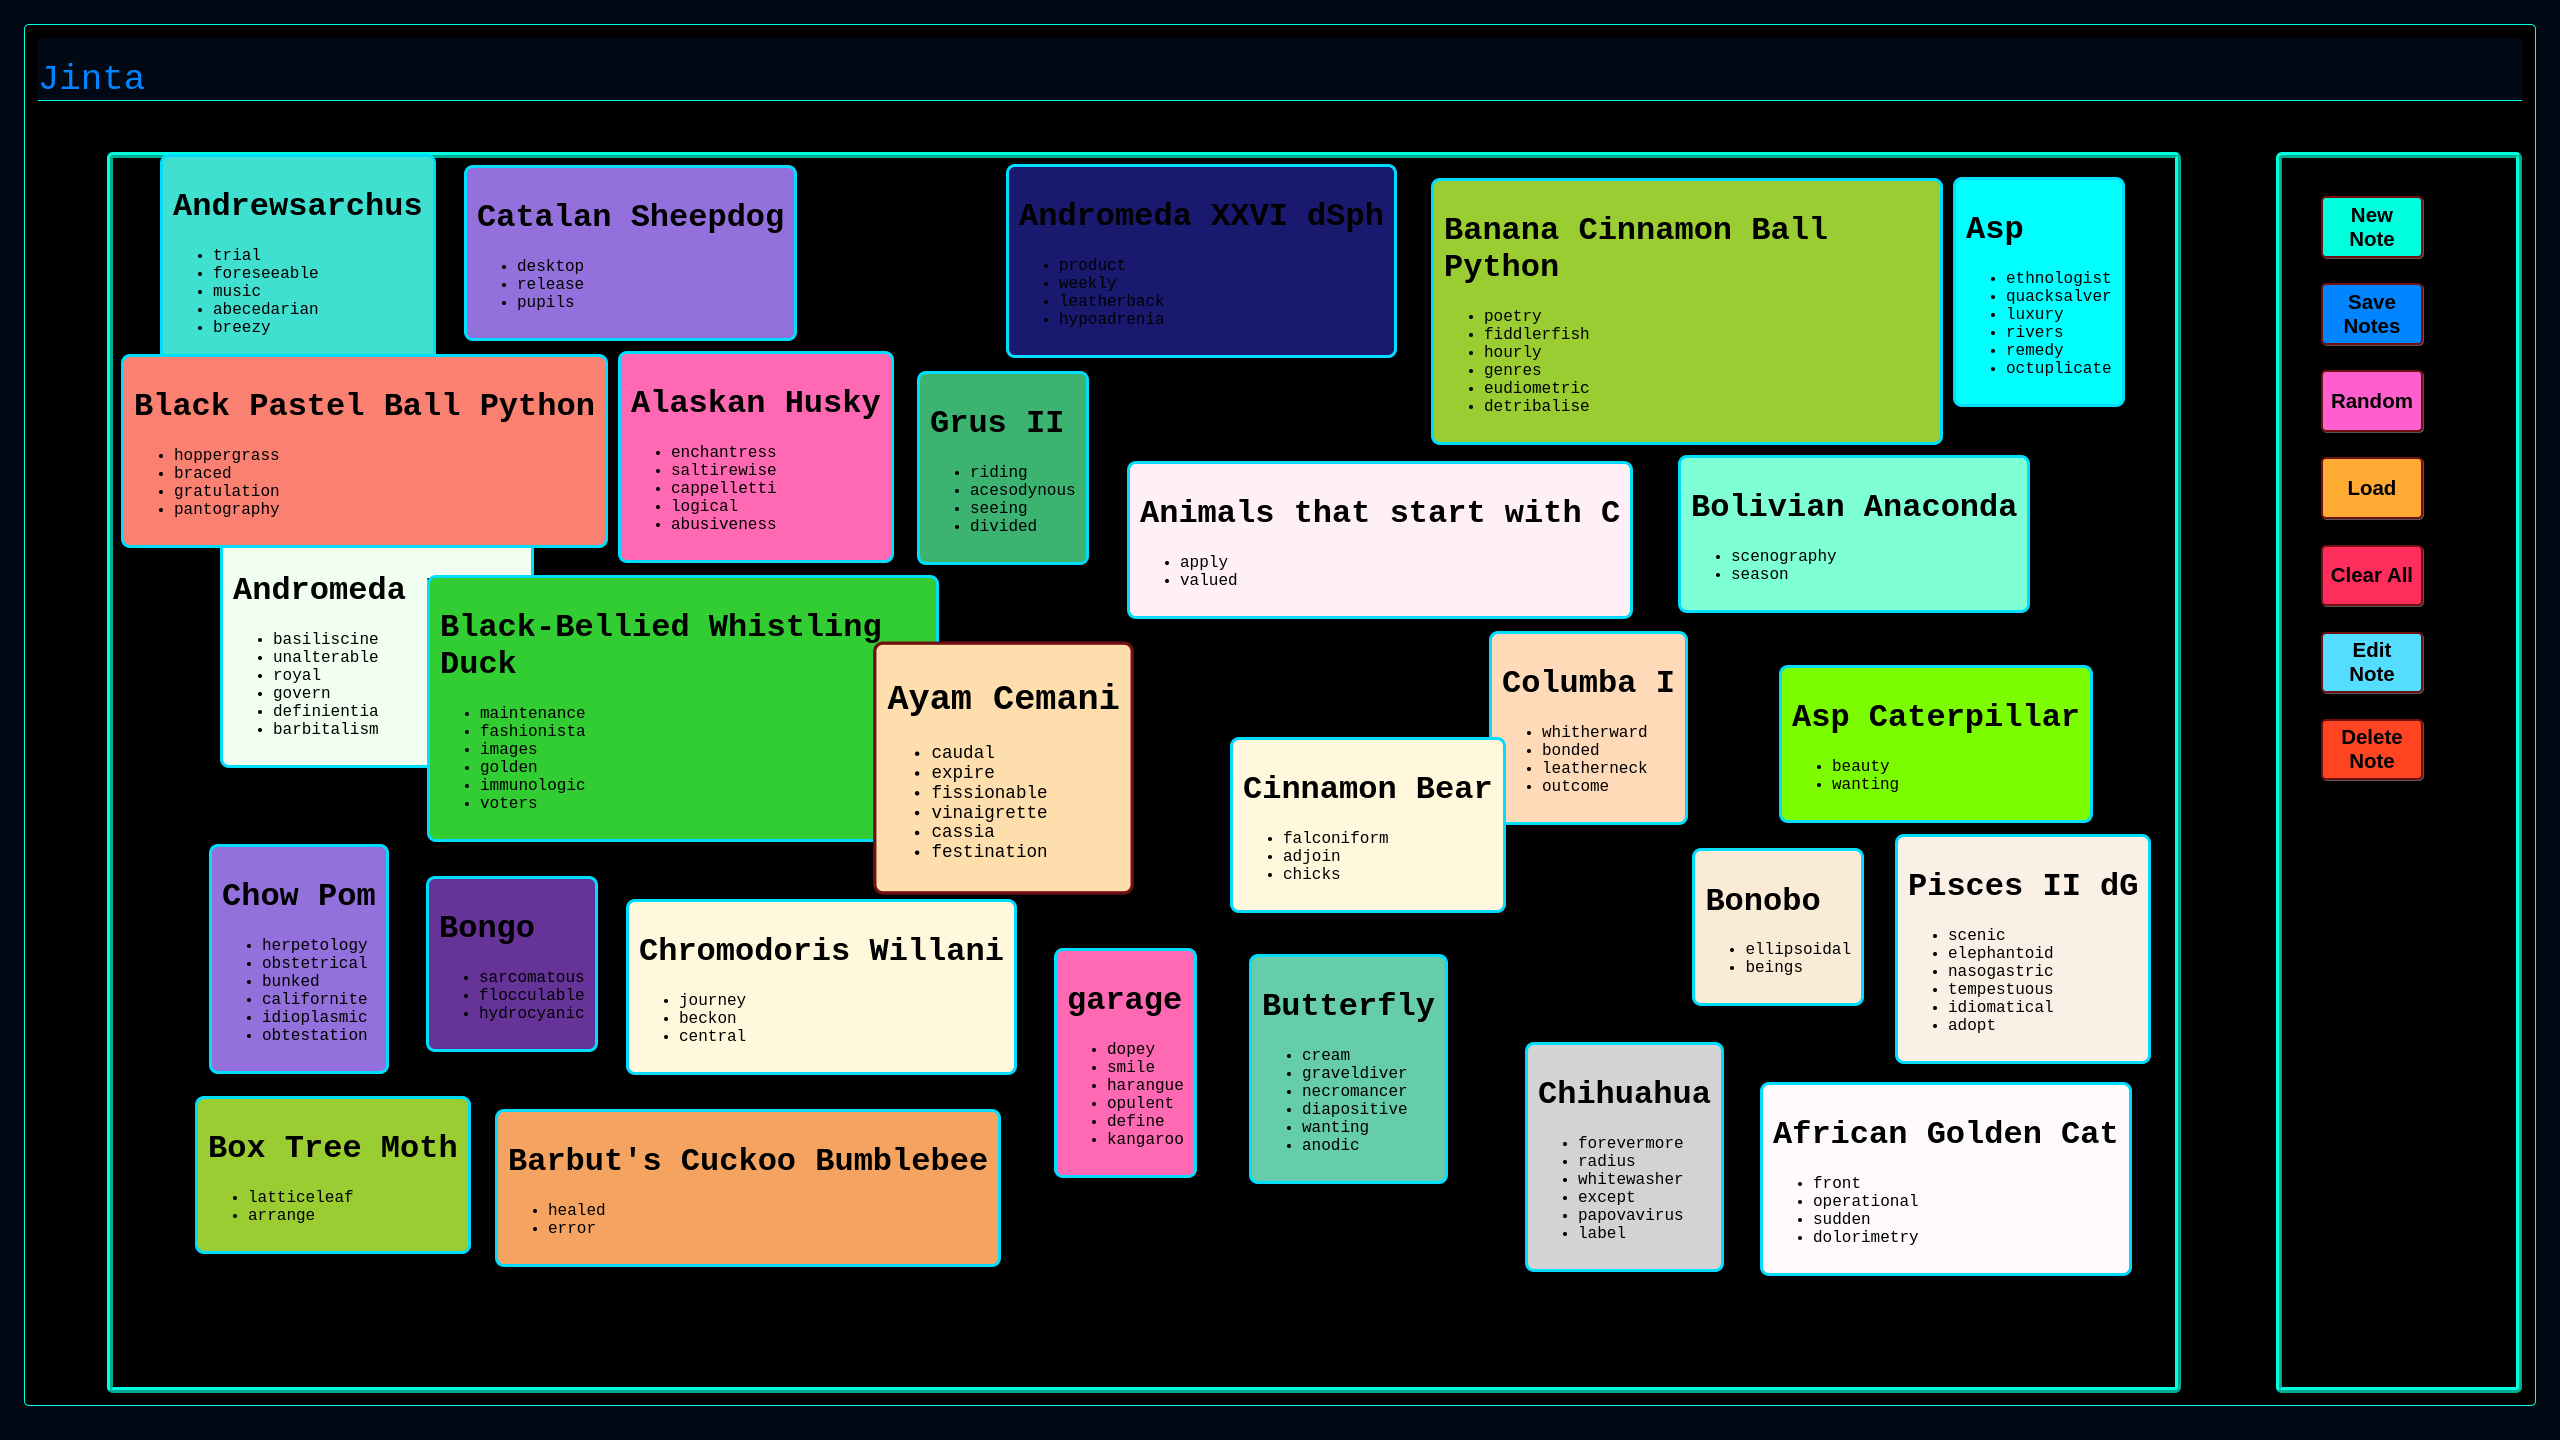 Jinta
Andrewsarchus
trial
foreseeable
music
abecedarian
breezy
Catalan Sheepdog
desktop
release
pupils
Andromeda XXVI dSph
product
weekly
leatherback
hypoadrenia
Banana Cinnamon Ball
Python
poetry
fiddlerfish
hourly
genres
eudiometric
detribalise
Asp
ethnologist
quacksalver
luxury
rivers
remedy
octuplicate
Black Pastel Ball Python
hoppergrass
braced
gratulation
pantography
Alaskan Husky
enchantress
saltirewise
cappelletti
logical
abusiveness
Grus II
riding
acesodynous
seeing
divided
Animals that start with C
apply
valued
Bolivian Anaconda
scenography
season
Andromeda
basiliscine
unalterable
royal
govern
definientia
barbitalism
Black-Bellied Whistling
Duck
maintenance
fashionista
images
golden
immunologic
voters
Ayam Cemani
caudal
expire
fissionable
vinaigrette
cassia
festination
Columba I
whitherward
bonded
leatherneck
outcome
Cinnamon Bear
falconiform
adjoin
chicks
Asp Caterpillar
beauty
wanting
Chow Pom
herpetology
obstetrical
bunked
californite
idioplasmic
obtestation
Bongo
sarcomatous
flocculable
hydrocyanic
Chromodoris Willani
journey
beckon
central
garage
dopey
smile
harangue
opulent
define
kangaroo
Butterfly
cream
graveldiver
necromancer
diapositive
wanting
anodic
Bonobo
ellipsoidal
beings
Pisces II dG
scenic
elephantoid
nasogastric
tempestuous
idiomatical
adopt
Chihuahua
forevermore
radius
whitewasher
except
papovavirus
label
African Golden Cat
front
operational
sudden
dolorimetry
Box Tree Moth
latticeleaf
arrange
Barbut's Cuckoo Bumblebee
healed
error
New
Note
Save
Notes
Random
Load
Clear All
Edit
Note
Delete
Note